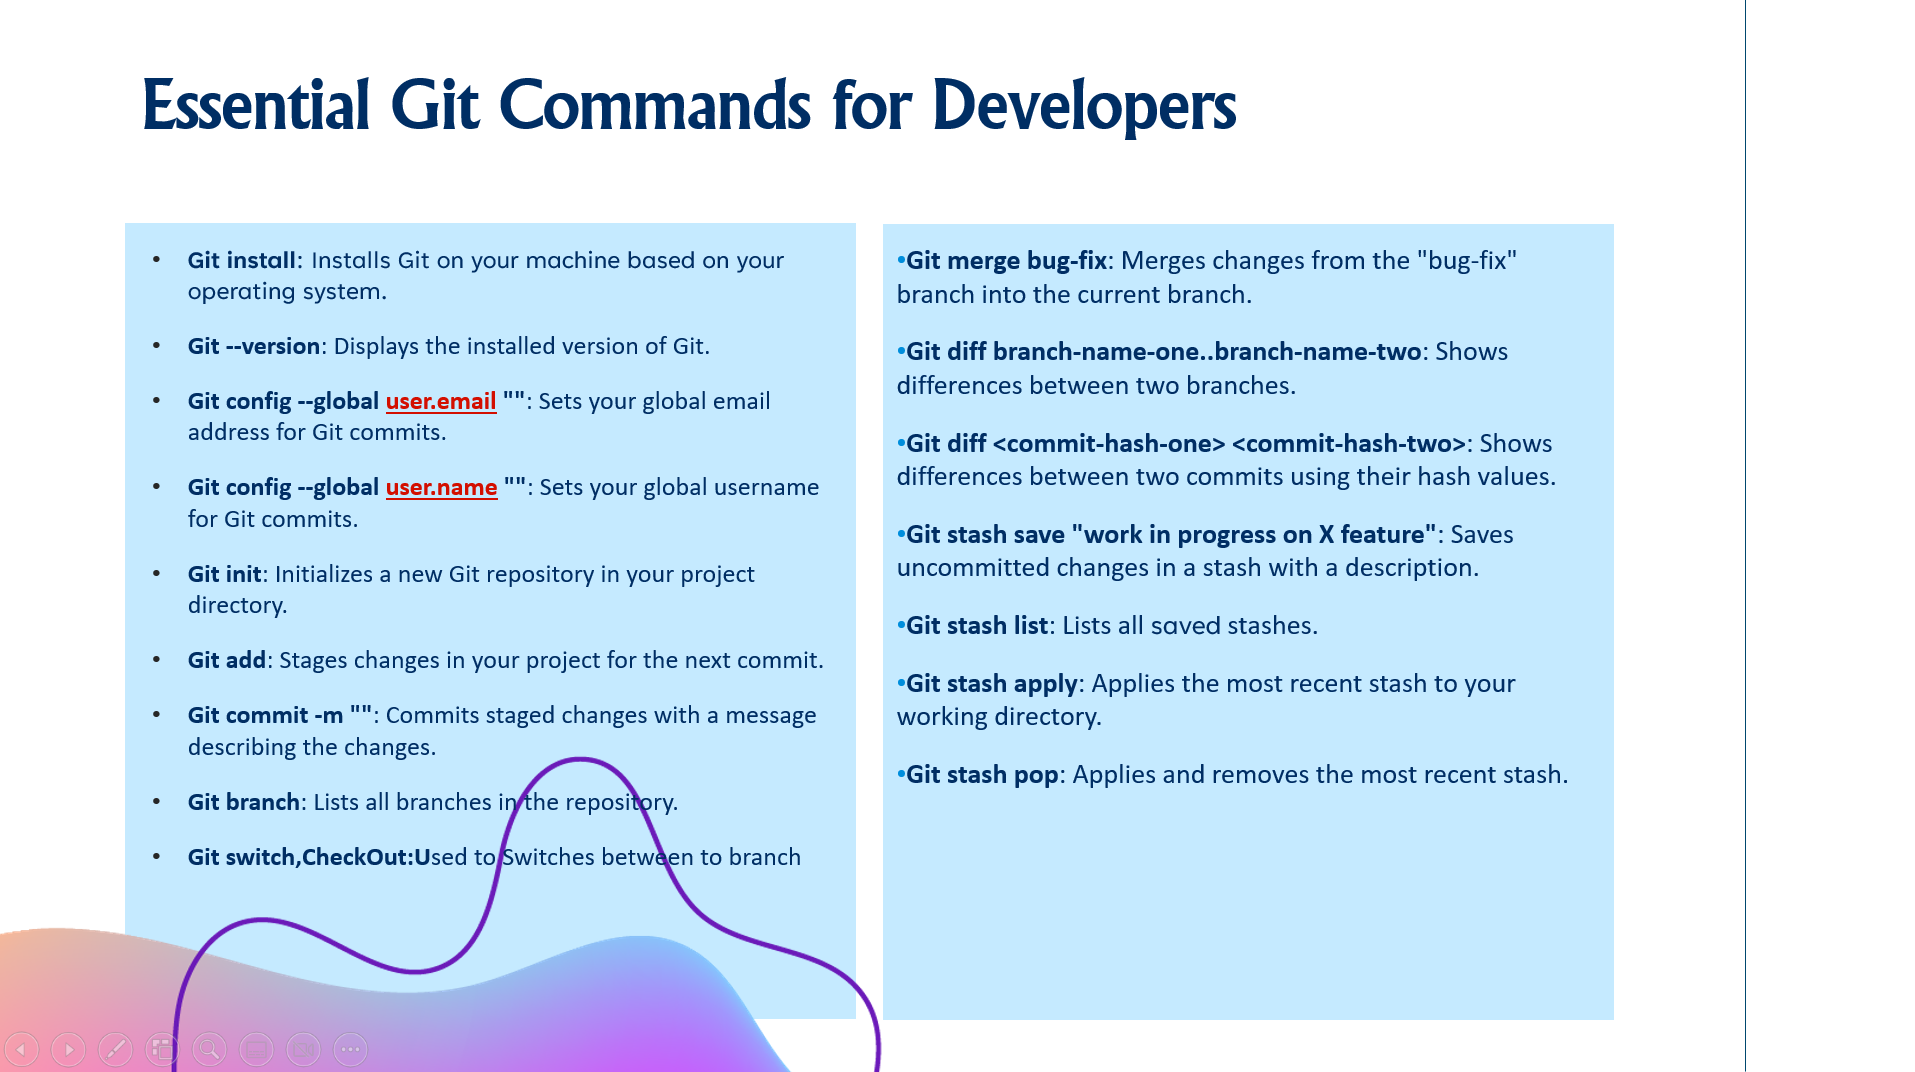 Essential Git Commands for Developers
• Git install: Installs Git on your machine based on your
operating system.
• Git --version: Displays the installed version of Git.
• Git config --global user.email "": Sets your global email
address for Git commits.
• Git config --global user.name "": Sets your global username
for Git commits.
• Git init: Initializes a new Git repository in your project
directory.
• Git add: Stages changes in your project for the next commit.
• Git commit -m "": Commits staged changes with a message
describing the changes.
• Git branch: Lists all branches in the repository.
• Git switch,CheckOut:Used to Switches between to branch
•Git merge bug-fix: Merges changes from the "bug-fix"
branch into the current branch.
•Git diff branch-name-one..branch-name-two: Shows
differences between two branches.
•Git diff <commit-hash-one> <commit-hash-two>: Shows
differences between two commits using their hash values.
•Git stash save "work in progress on X feature": Saves
uncommitted changes in a stash with a description.
•Git stash list: Lists all saved stashes.
•Git stash apply: Applies the most recent stash to your
working directory.
•Git stash pop: Applies and removes the most recent stash.